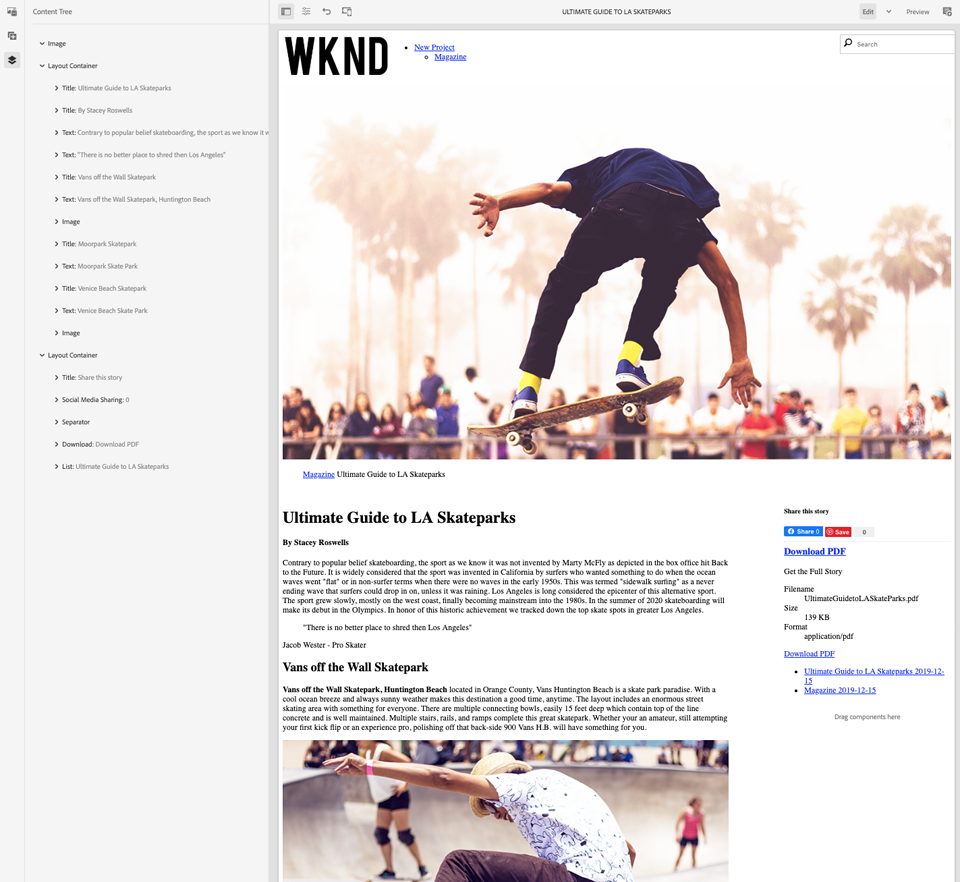 Content Tree
Image
Layout Container
Title: Ultimate Guide to LA Skateparks
Title: By Stacey Roswells
Text: Contrary to popular belief skateboarding, the sport as we know it w
Text: "There is no better place to shred then Los Angeles"
Title: Vans off the Wall Skatepark
Text: Vans off the Wall Skatepark, Huntington Beach
Image
Title: Moorpark Skatepark
Text: Moorpark Skate Park
Title: Venice Beach Skatepark
Text: Venice Beach Skate Park
Image
Layout Container
Title: Share this story
Social Media Sharing: 0
Separator
Download: Download PDF
List: Ultimate Guide to LA Skateparks
ULTIMATE GUIDE TO LA SKATEPARKS
Edit
Preview
WKND
New Project
Magazine
Search
Magazine Ultimate Guide to LA Skateparks
Ultimate Guide to LA Skateparks
By Stacey Roswells
Contrary to popular belief skateboarding, the sport as we know it was not invented by Marty McFly as depicted in the box office hit Back
to the Future. It is widely considered that the sport was invented in California by surfers who wanted something to do when the ocean
waves went "flat" or in non-surfer terms when there were no waves in the early 1950s. This was termed "sidewalk surfing" as a never
ending wave that surfers could drop in on, unless it was raining. Los Angeles is long considered the epicenter of this alternative sport.
The sport grew slowly, mostly on the west coast, finally becoming mainstream into the 1980s. In the summer of 2020 skateboarding will
make its debut in the Olympics. In honor of this historic achievement we tracked down the top skate spots in greater Los Angeles.
"There is no better place to shred then Los Angeles"
Jacob Wester - Pro Skater
Vans off the Wall Skatepark
Vans off the Wall Skatepark, Huntington Beach located in Orange County, Vans Huntington Beach is a skate park paradise. With a
cool ocean breeze and always sunny weather makes this destination a good time, anytime. The layout includes an enormous street
skating area with something for everyone. There are multiple connecting bowls, easily 15 feet deep which contain top of the line
concrete and is well maintained. Multiple stairs, rails, and ramps complete this great skatepark. Whether your an amateur, still attempting
your first kick flip or an experience pro, polishing off that back-side 900 Vans H.B. will have something for you.
Share this story
Share 0
Save
0
Download PDF
Get the Full Story
Filename
UltimateGuidetoLASkateParks.pdf
Size
139 KB
Format
application/pdf
Download PDF
Ultimate Guide to LA Skateparks 2019-12-
15
Magazine 2019-12-15
Drag components here